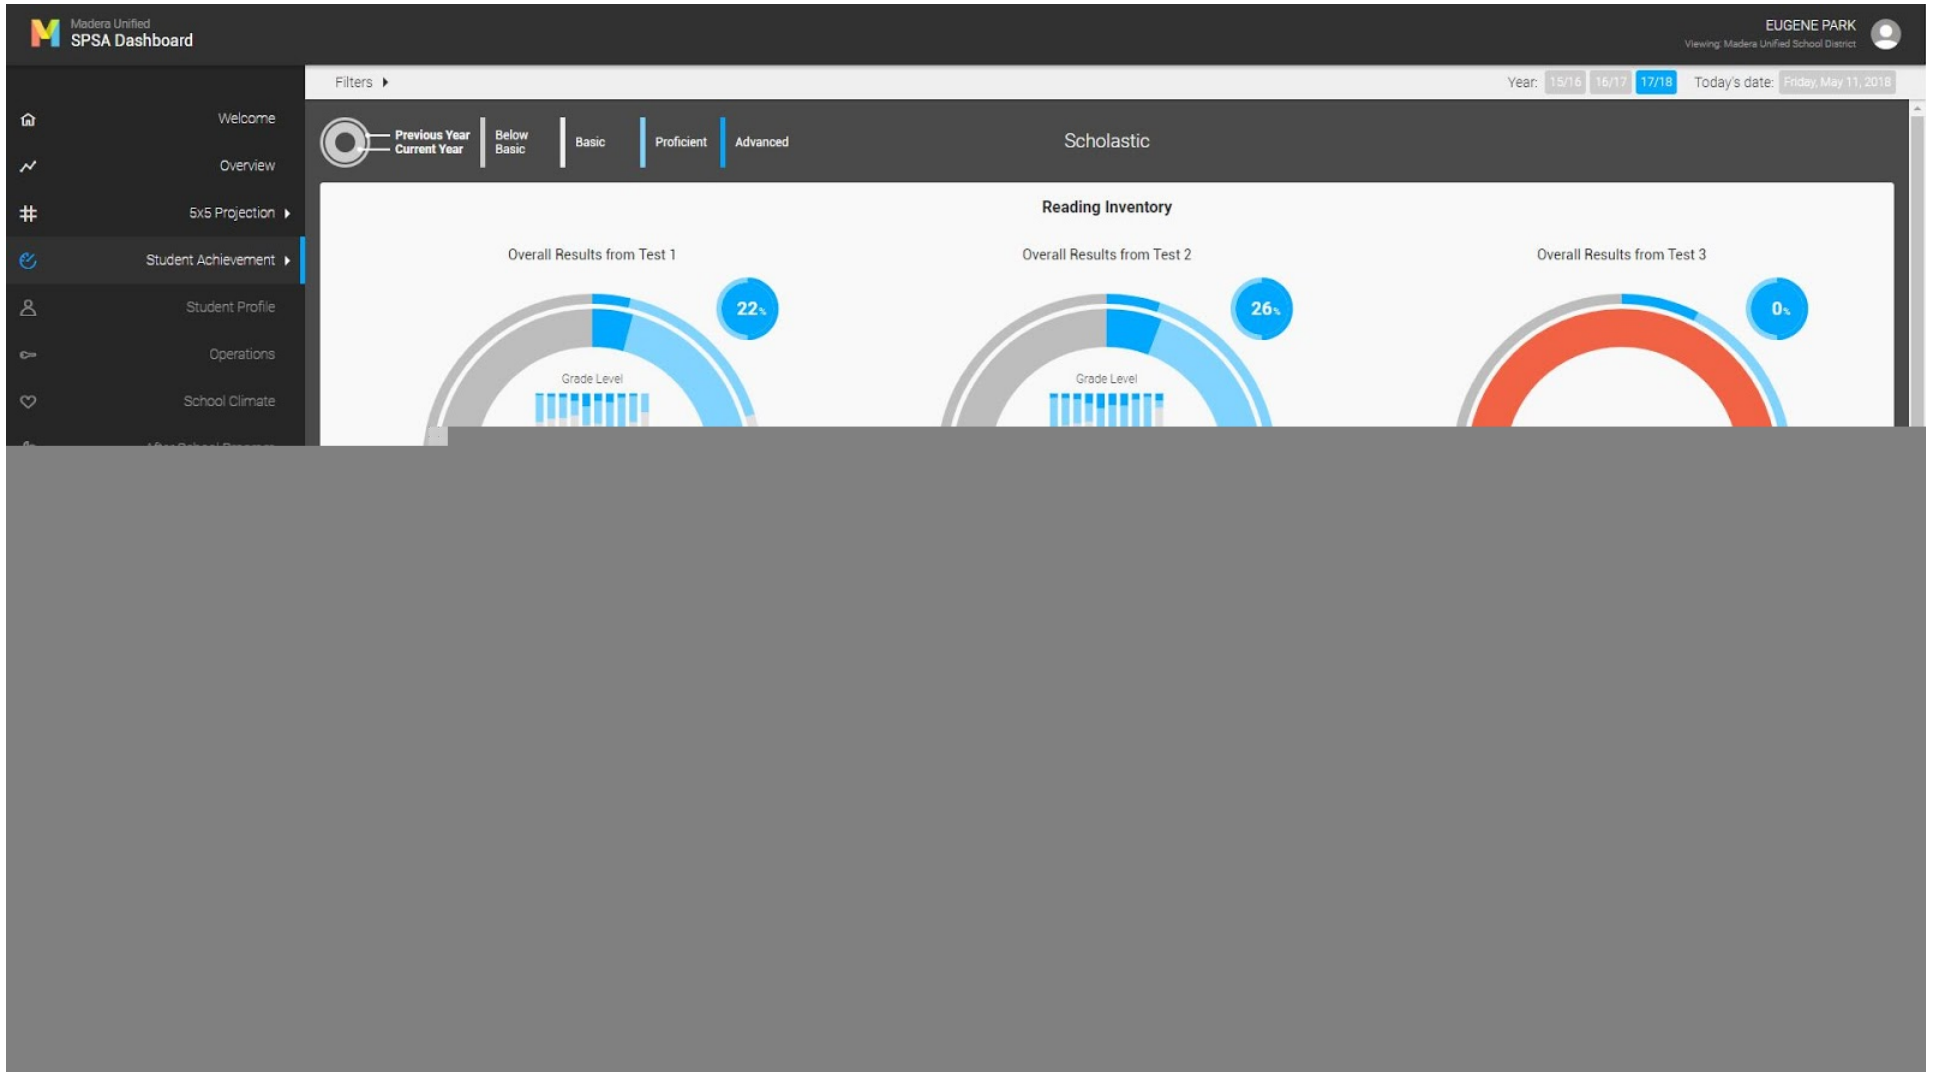 Madera Unified
SPSA Dashboard
EUGENE PARK
Viewing: Madera Unified School District
Filters
Year: 15/16 16/17 17/18 Today's date: Friday, May 11, 2018
Welcome
Overview
5x5 Projection
Student Achievement
Student Profile
Operations
School Climate
Previous Year
Current Year
Below
Basic
Basic
Proficient
Advanced
Scholastic
Reading Inventory
Overall Results from Test 1
22%
Grade Level
Overall Results from Test 2
26%
Grade Level
Overall Results from Test 3
0%